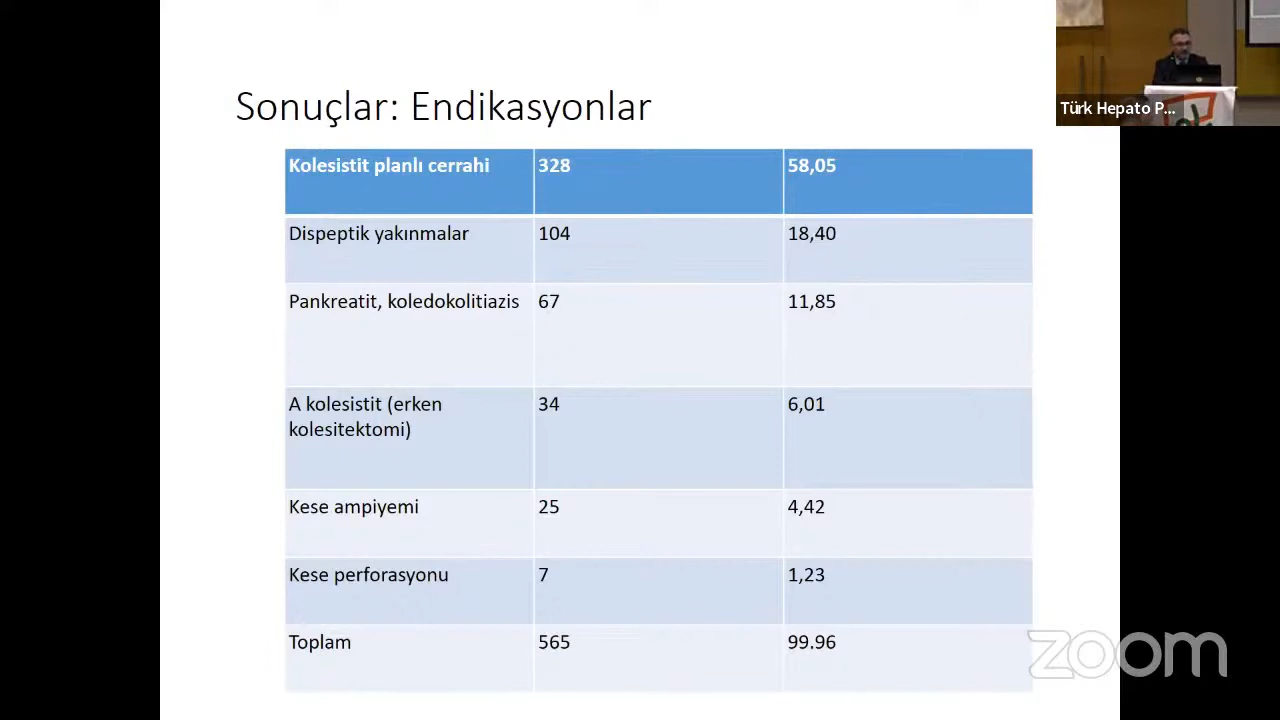 Sonuçlar: Endikasyonlar
Kolesistit planlı cerrahi 328 58,05
Dispeptik yakınmalar 104 18,40
Pankreatit, koledokolitiazis 67 11,85
A kolesistit (erken 34 6,01
kolesitektomi)
Kese ampiyemi 25 4,42
Kese perforasyonu 7 1,23
Toplam 565 99.96
Türk Hepato P...
zoom